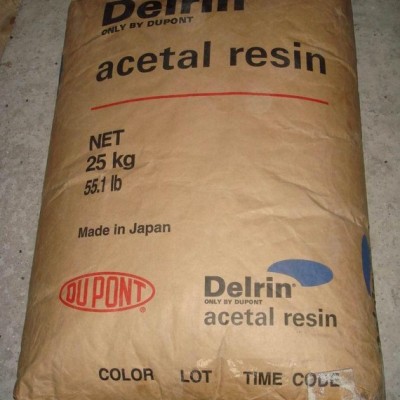 Delrin
ONLY BY DUPONT
acetal resin
NET
25 kg
55.1 lb
Made in Japan
DUPONT
Delrin®
ONLY BY DUPONT
acetal resin
COLOR LOT TIME CODE